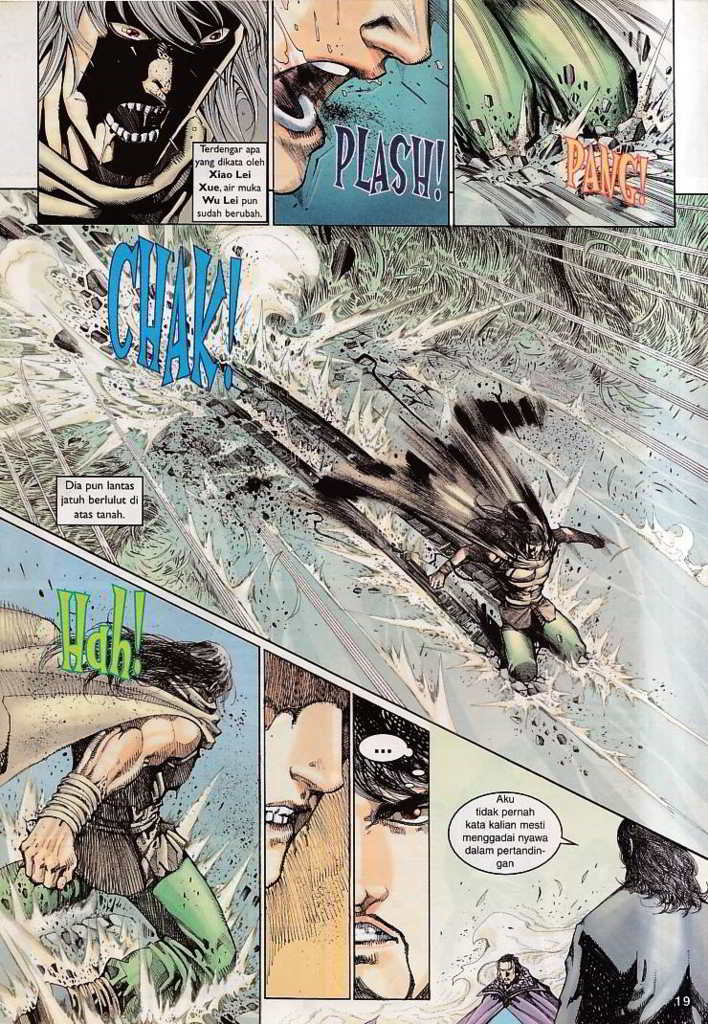 Terdengar apa
yang dikata oleh
Xiao Lei
Xue, air muka
Wu Lei pun
sudah berubah.
PLASH!
PANG!
CHAK!
Dia pun lantas
jatuh berlulut di
atas tanah.
Hah!
...
Aku
tidak pernah
kata kalian mesti
menggadai nyawa
dalam pertandin-
gan
19